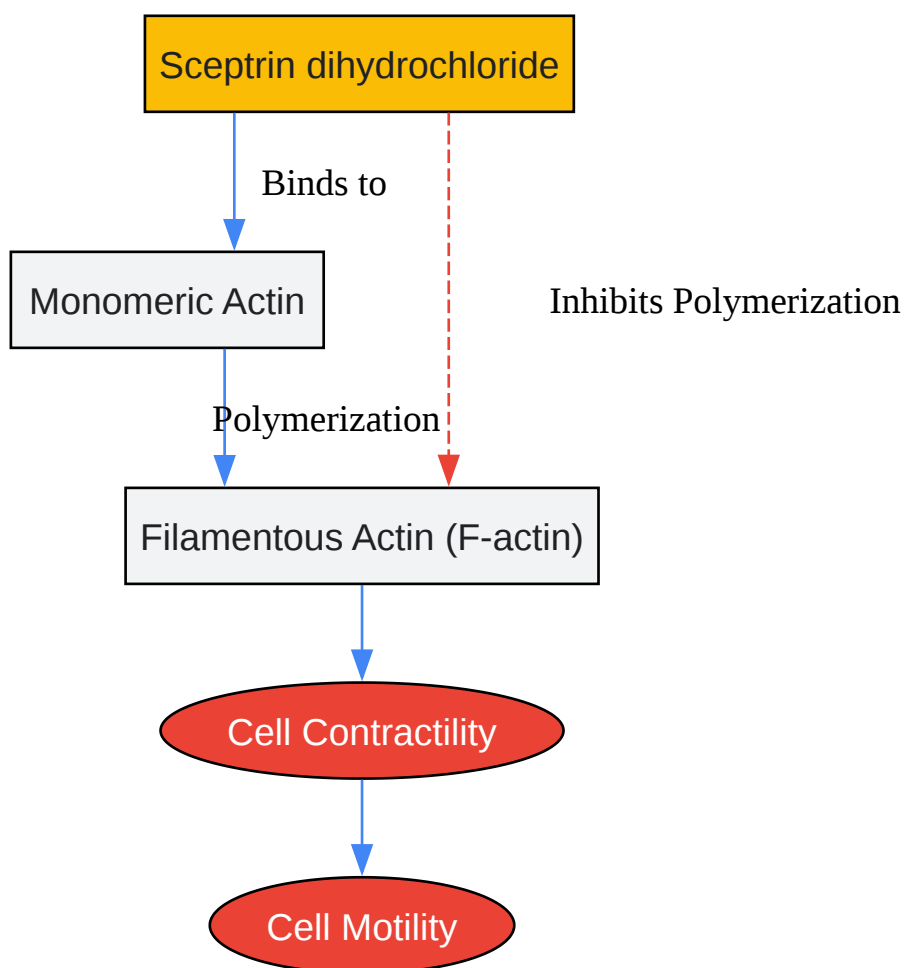 Sceptrin dihydrochloride
Binds to
Monomeric Actin
Inhibits Polymerization
Polymerization
Filamentous Actin (F-actin)
Cell Contractility
Cell Motility